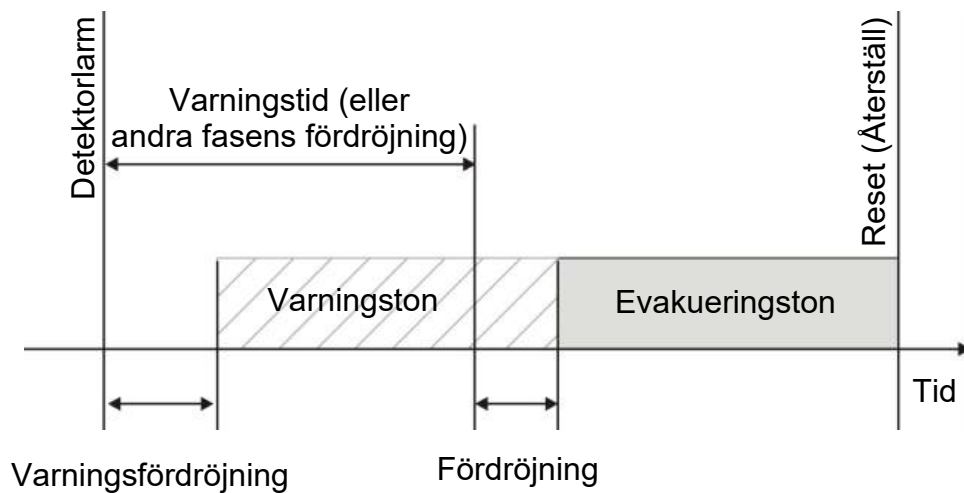 Detektorlarm
Varningstid (eller
andra fasens fördröjning)
Reset (Återställ)
Varningston
Evakueringston
Tid
Varningsfördröjning
Fördröjning